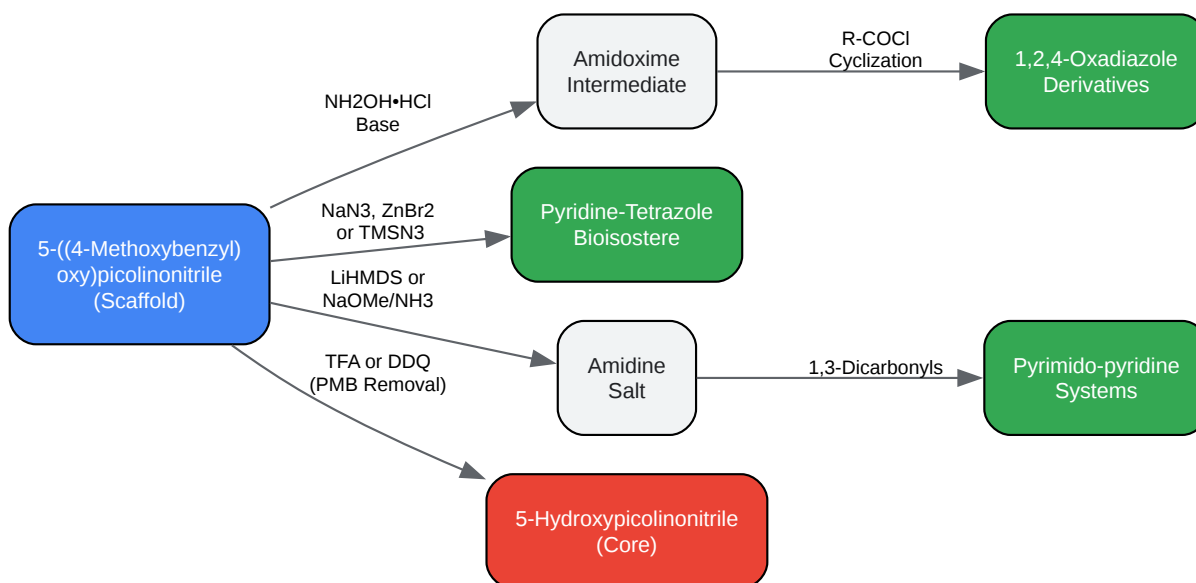 Amidoxime
Intermediate
R-COCl
Cyclization
1,2,4-Oxadiazole
Derivatives
NH2OH•HCl
Base
5-((4-Methoxybenzyl)
oxy)picolinonitrile
(Scaffold)
NaN3, ZnBr2
or TMSN3
Pyridine-Tetrazole
Bioisostere
LiHMDS or
NaOMe/NH3
Amidine
Salt
1,3-Dicarbonyls
Pyrimido-pyridine
Systems
TFA or DDQ
(PMB Removal)
5-Hydroxypicolinonitrile
(Core)